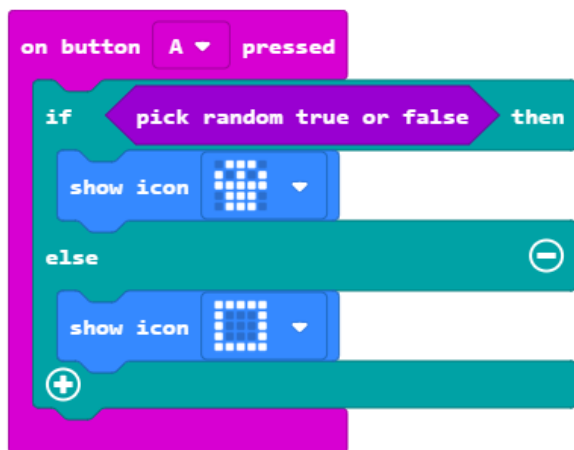 on button A pressed
if pick random true or false then
show icon
else
show icon